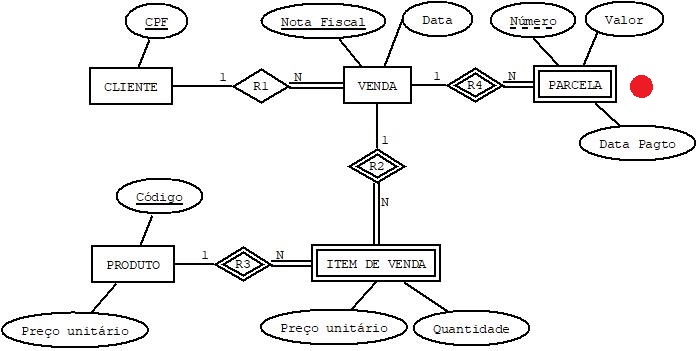 CPF
Nota Fiscal
Data
Número
Valor
CLIENTE
1
R1
N
VENDA
1
R4
N
PARCELA
Data Pagto
1
R2
N
Código
PRODUTO
1
R3
N
ITEM DE VENDA
Preço unitário
Preço unitário
Quantidade